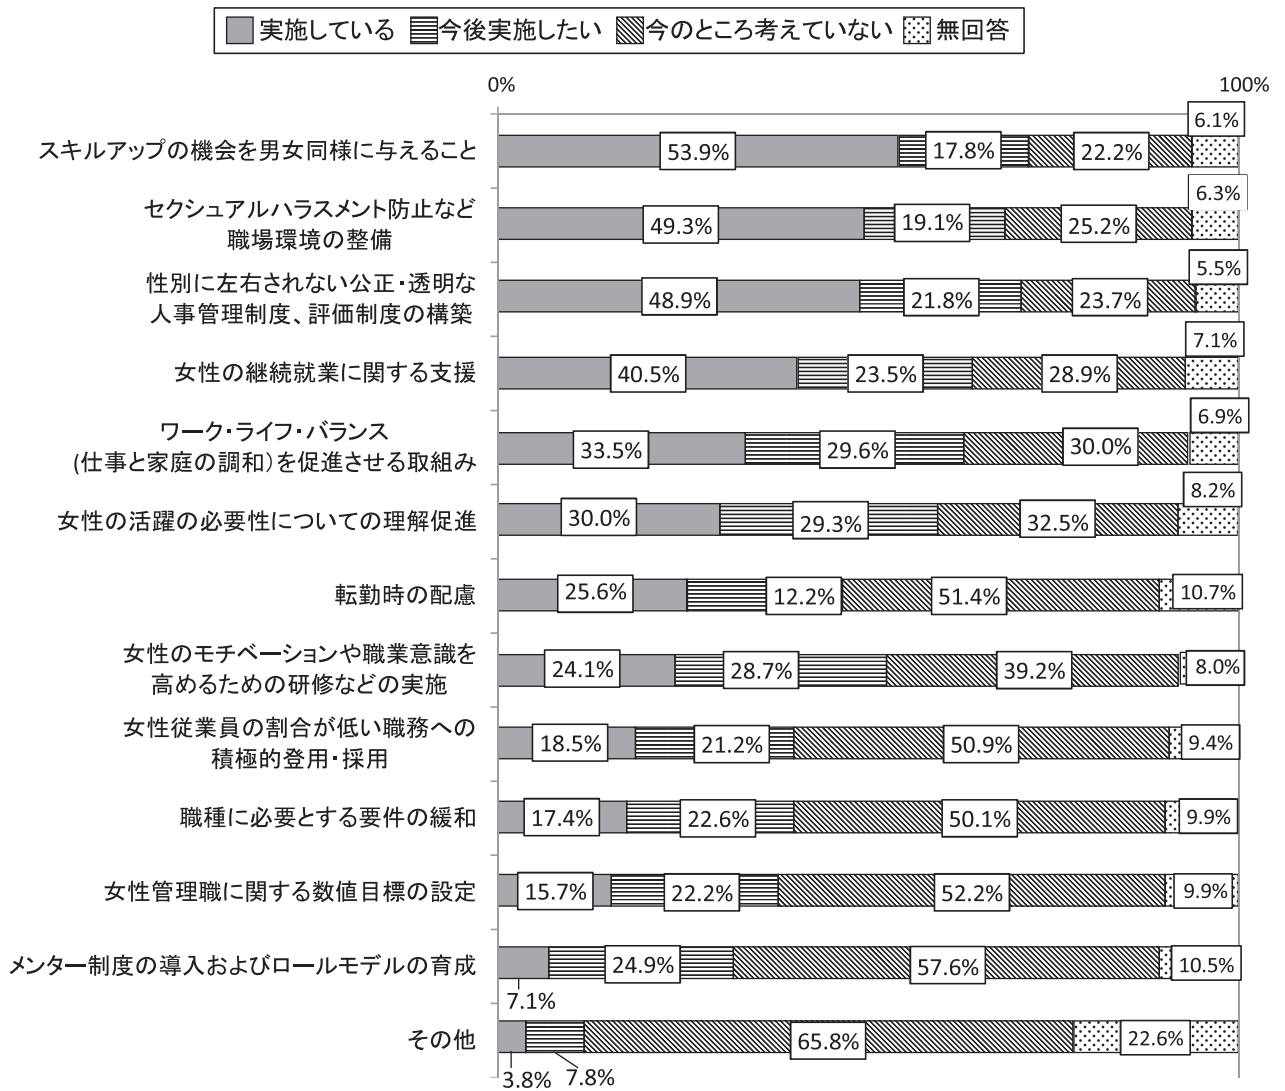 実施している 今後実施したい 今のところ考えていない 無回答
0% 100%
スキルアップの機会を男女同様に与えること 53.9% 17.8% 22.2% 6.1%
セクシュアルハラスメント防止など
職場環境の整備
49.3% 19.1% 25.2% 6.3%
性別に左右されない公正・透明な
人事管理制度、評価制度の構築
48.9% 21.8% 23.7% 5.5%
女性の継続就業に関する支援 40.5% 23.5% 28.9% 7.1%
ワーク・ライフ・バランス
(仕事と家庭の調和)を促進させる取組み
33.5% 29.6% 30.0% 6.9%
女性の活躍の必要性についての理解促進 30.0% 29.3% 32.5% 8.2%
転勤時の配慮 25.6% 12.2% 51.4% 10.7%
女性のモチベーションや職業意識を
高めるための研修などの実施
24.1% 28.7% 39.2% 8.0%
女性従業員の割合が低い職務への
積極的登用・採用
18.5% 21.2% 50.9% 9.4%
職種に必要とする要件の緩和 17.4% 22.6% 50.1% 9.9%
女性管理職に関する数値目標の設定 15.7% 22.2% 52.2% 9.9%
メンター制度の導入およびロールモデルの育成 7.1% 24.9% 57.6% 10.5%
その他 3.8% 7.8% 65.8% 22.6%